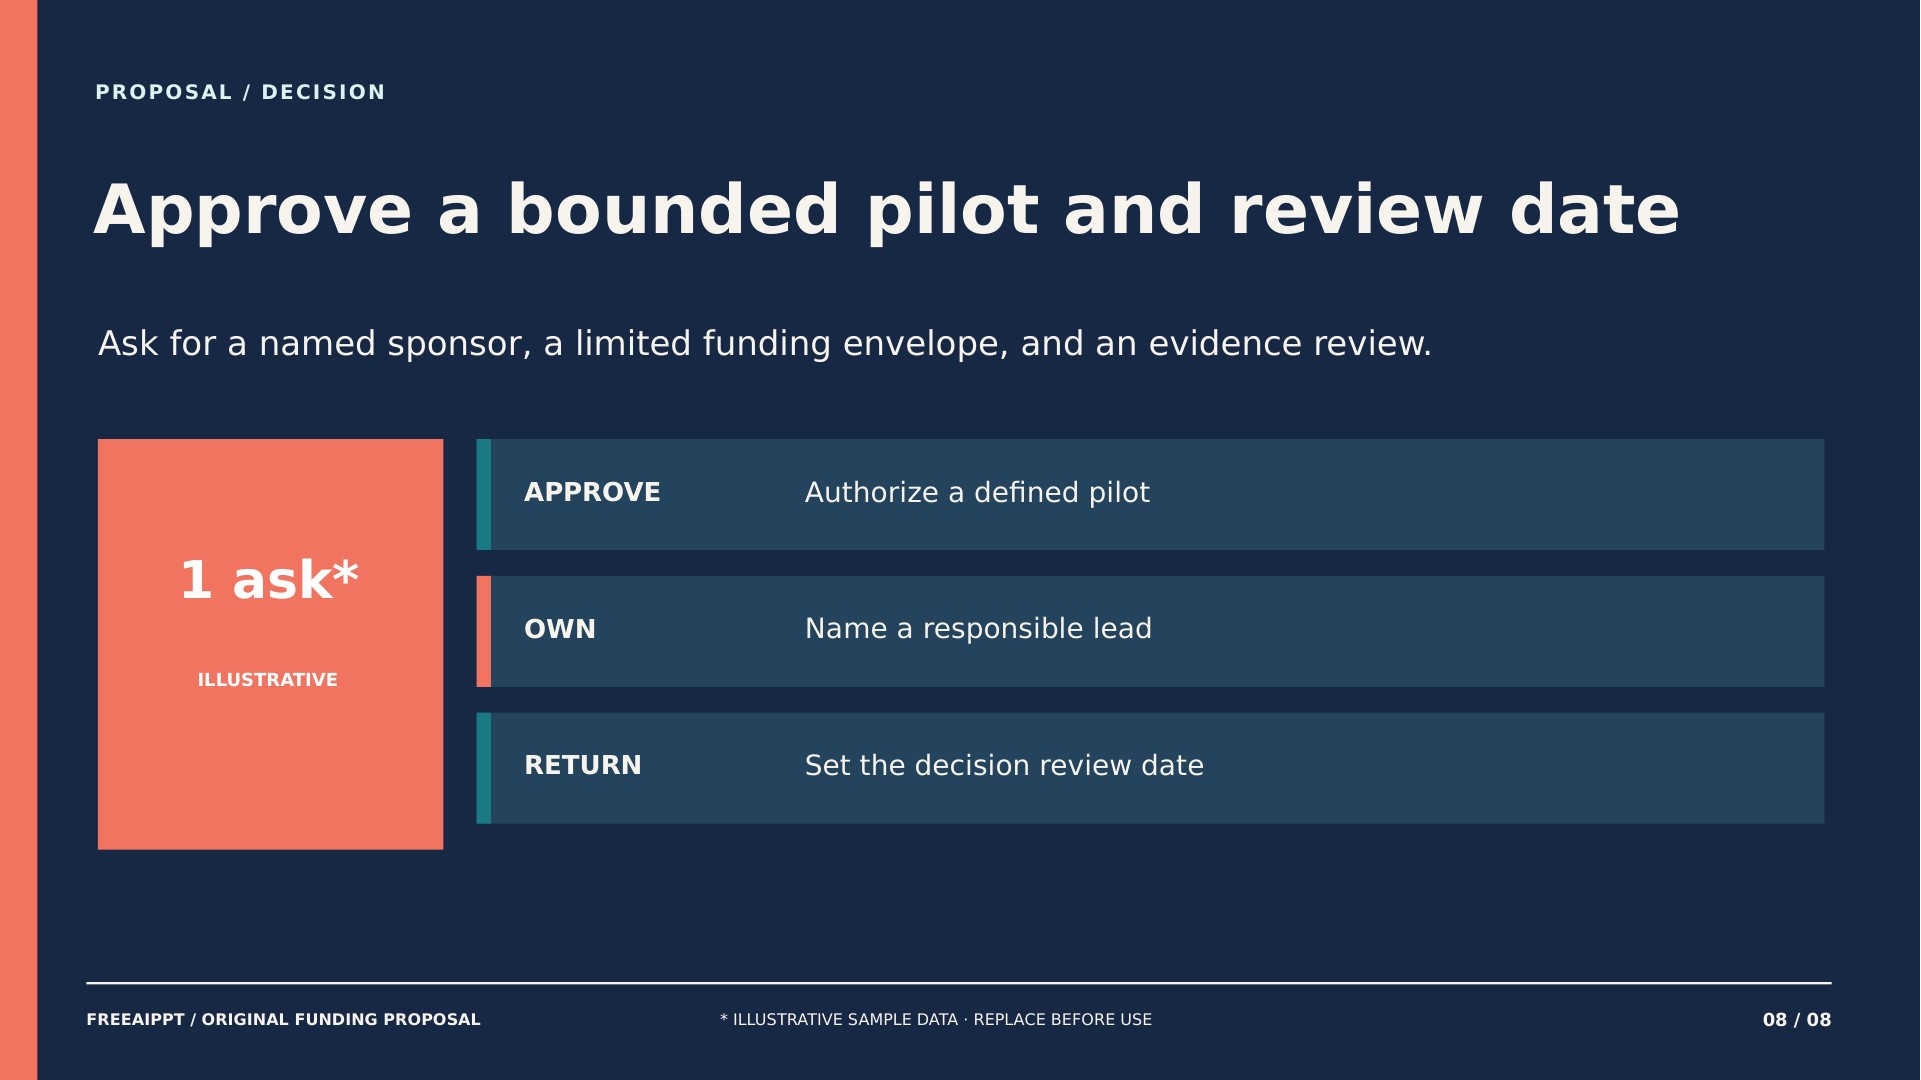 PROPOSAL / DECISION
Approve a bounded pilot and review date
Ask for a named sponsor, a limited funding envelope, and an evidence review.
1 ask*
ILLUSTRATIVE
APPROVE Authorize a defined pilot
OWN Name a responsible lead
RETURN Set the decision review date
FREEAIPPT / ORIGINAL FUNDING PROPOSAL * ILLUSTRATIVE SAMPLE DATA · REPLACE BEFORE USE 08 / 08